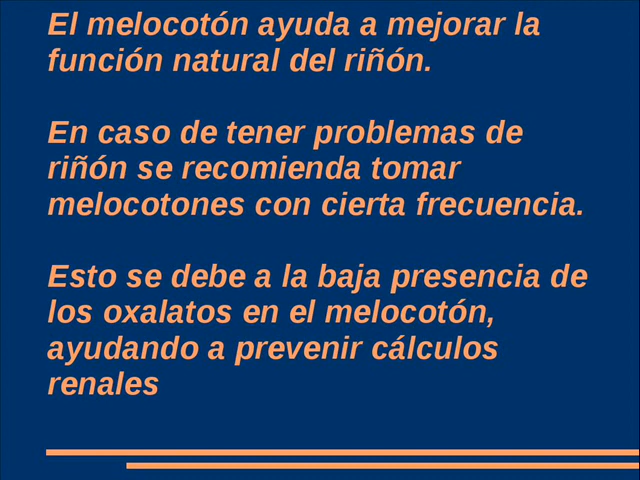 El melocotón ayuda a mejorar la
función natural del riñón.
En caso de tener problemas de
riñón se recomienda tomar
melocotones con cierta frecuencia.
Esto se debe a la baja presencia de
los oxalatos en el melocotón,
ayudando a prevenir cálculos
renales